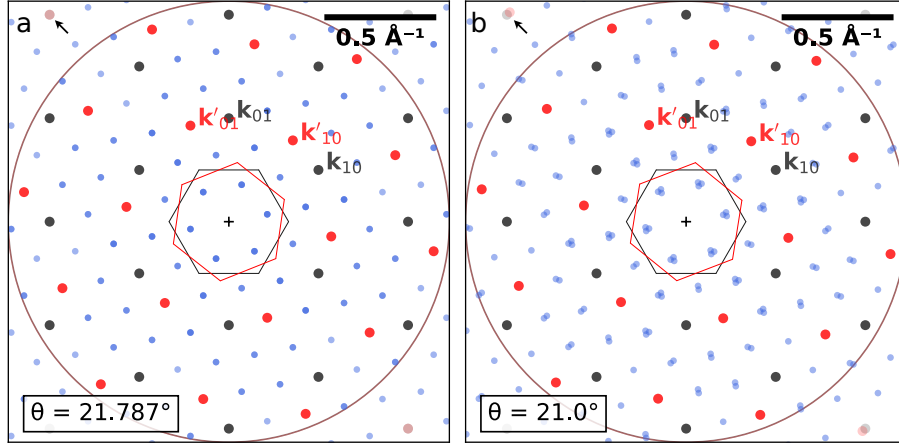 a
0.5 Å⁻¹
k′₀₁
k₀₁
k′₁₀
k₁₀
θ = 21.787°
b
0.5 Å⁻¹
k′₀₁
k₀₁
k′₁₀
k₁₀
θ = 21.0°